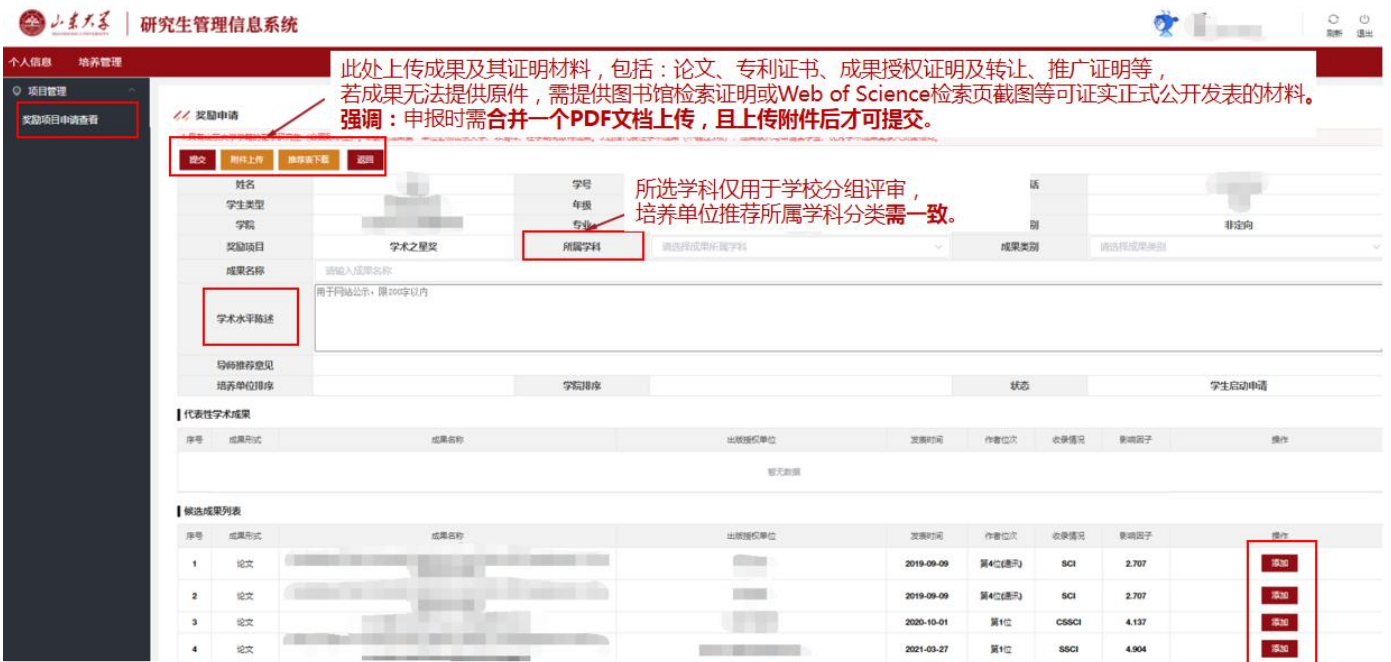 山东大学 研究生管理信息系统
刷新 退出
个人信息 培养管理
项目管理
奖励项目申请查看
此处上传成果及其证明材料，包括：论文、专利证书、成果授权证明及转让、推广证明等，
若成果无法提供原件，需提供图书馆检索证明或Web of Science检索页截图等可证实正式公开发表的材料。
强调：申报时需合并一个PDF文档上传，且上传附件后才可提交。
奖励申请
提交 附件上传 推荐表下载 返回
所选学科仅用于学校分组评审，
培养单位推荐所属学科分类需一致。
姓名 学号 话
学生类型 年级
学院 专业 别 非定向
奖励项目 学术之星奖 所属学科 请选择成果所属学科 成果类别 请选择成果类别
成果名称 请输入成果名称
学术水平陈述 用于网站公示，限200字以内
导师推荐意见
培养单位排序 学院排序 状态 学生启动申请
代表性学术成果
序号 成果形式 成果名称 出版授权单位 发表时间 作者位次 收录情况 影响因子 操作
暂无数据
候选成果列表
序号 成果形式 成果名称 出版授权单位 发表时间 作者位次 收录情况 影响因子 操作
1 论文 2019-09-09 第4位(通讯) SCI 2.707 添加
2 论文 2019-09-09 第4位(通讯) SCI 2.707 添加
3 论文 2020-10-01 第1位 CSSCI 4.137 添加
4 论文 2021-03-27 第1位 SSCI 4.904 添加